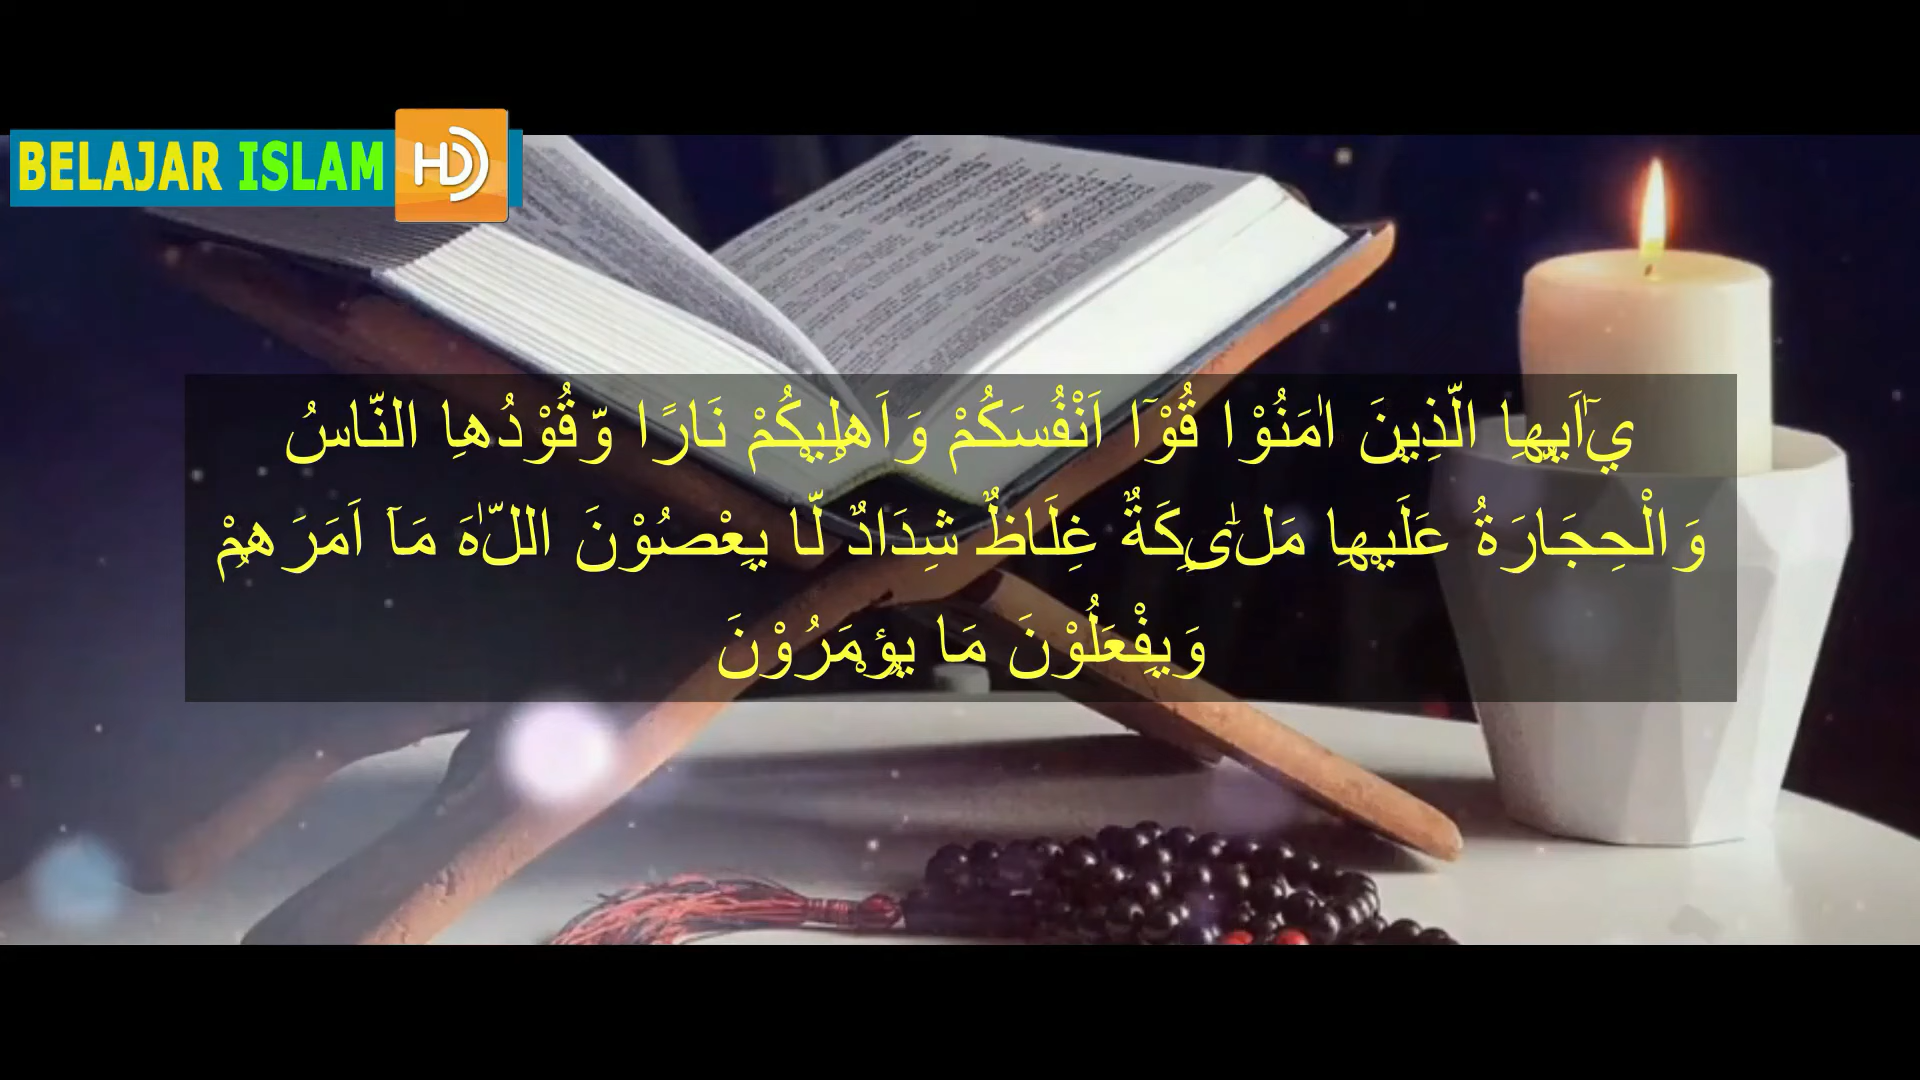 BELAJAR ISLAM HD
يٰٓاَيُّهَا الَّذِيْنَ اٰمَنُوْا قُوْٓا اَنْفُسَكُمْ وَاَهْلِيْكُمْ نَارًا وَّقُوْدُهَا النَّاسُ
وَالْحِجَارَةُ عَلَيْهَا مَلٰۤىِٕكَةٌ غِلَاظٌ شِدَادٌ لَّا يَعْصُوْنَ اللّٰهَ مَآ اَمَرَهُمْ
وَيَفْعَلُوْنَ مَا يُؤْمَرُوْنَ